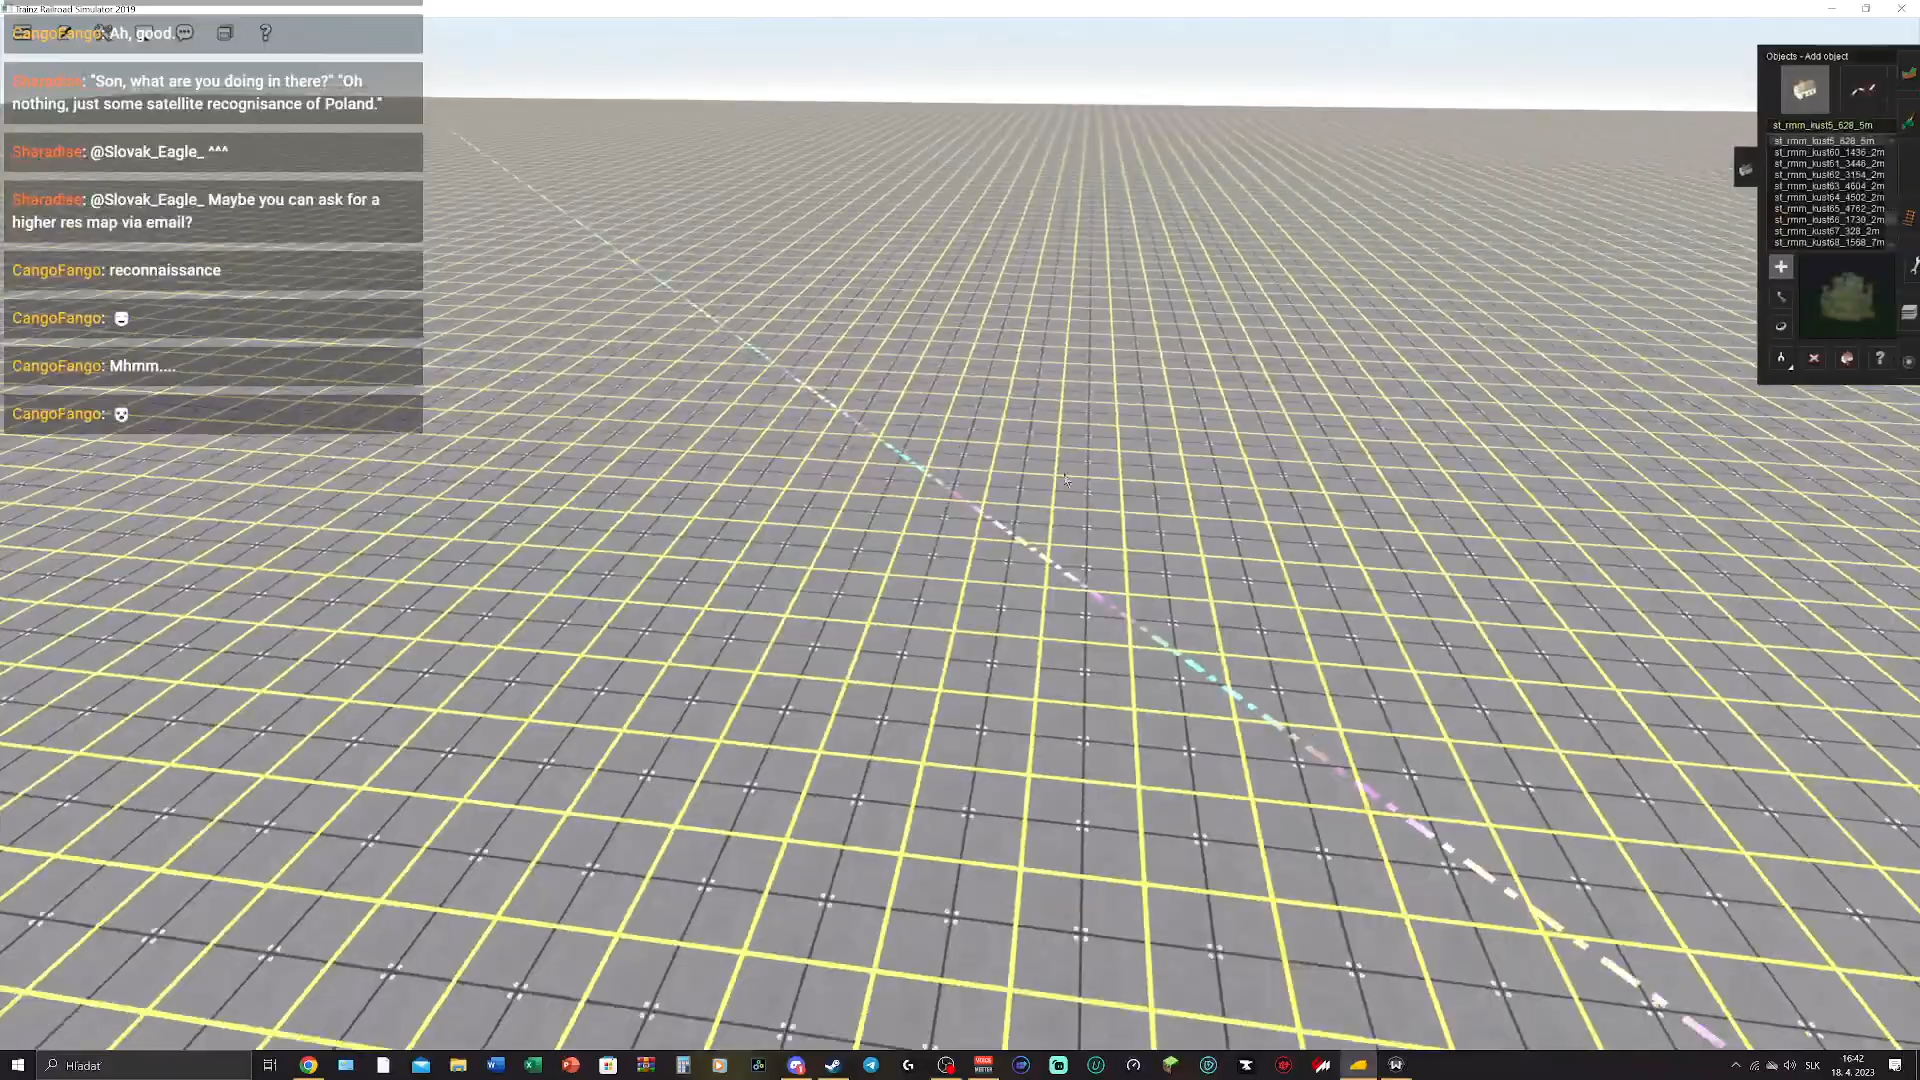 Trainz Railroad Simulator 2019
CangoFango: Ah, good.
Sharadise: "Son, what are you doing in there?" "Oh
nothing, just some satellite recognisance of Poland."
Sharadise: @Slovak_Eagle_ ^^^
Sharadise: @Slovak_Eagle_ Maybe you can ask for a
higher res map via email?
CangoFango: reconnaissance
CangoFango:
CangoFango: Mhmm....
CangoFango:
Objects - Add object
st_rmm_kust5_628_5m
st_rmm_kust5_628_5m
st_rmm_kust60_1436_2m
st_rmm_kust61_3446_2m
st_rmm_kust62_3154_2m
st_rmm_kust63_4604_2m
st_rmm_kust64_4502_2m
st_rmm_kust65_4762_2m
st_rmm_kust66_1730_2m
st_rmm_kust67_328_2m
st_rmm_kust68_1568_7m
Hľadať
SLK
16:42
18. 4. 2023